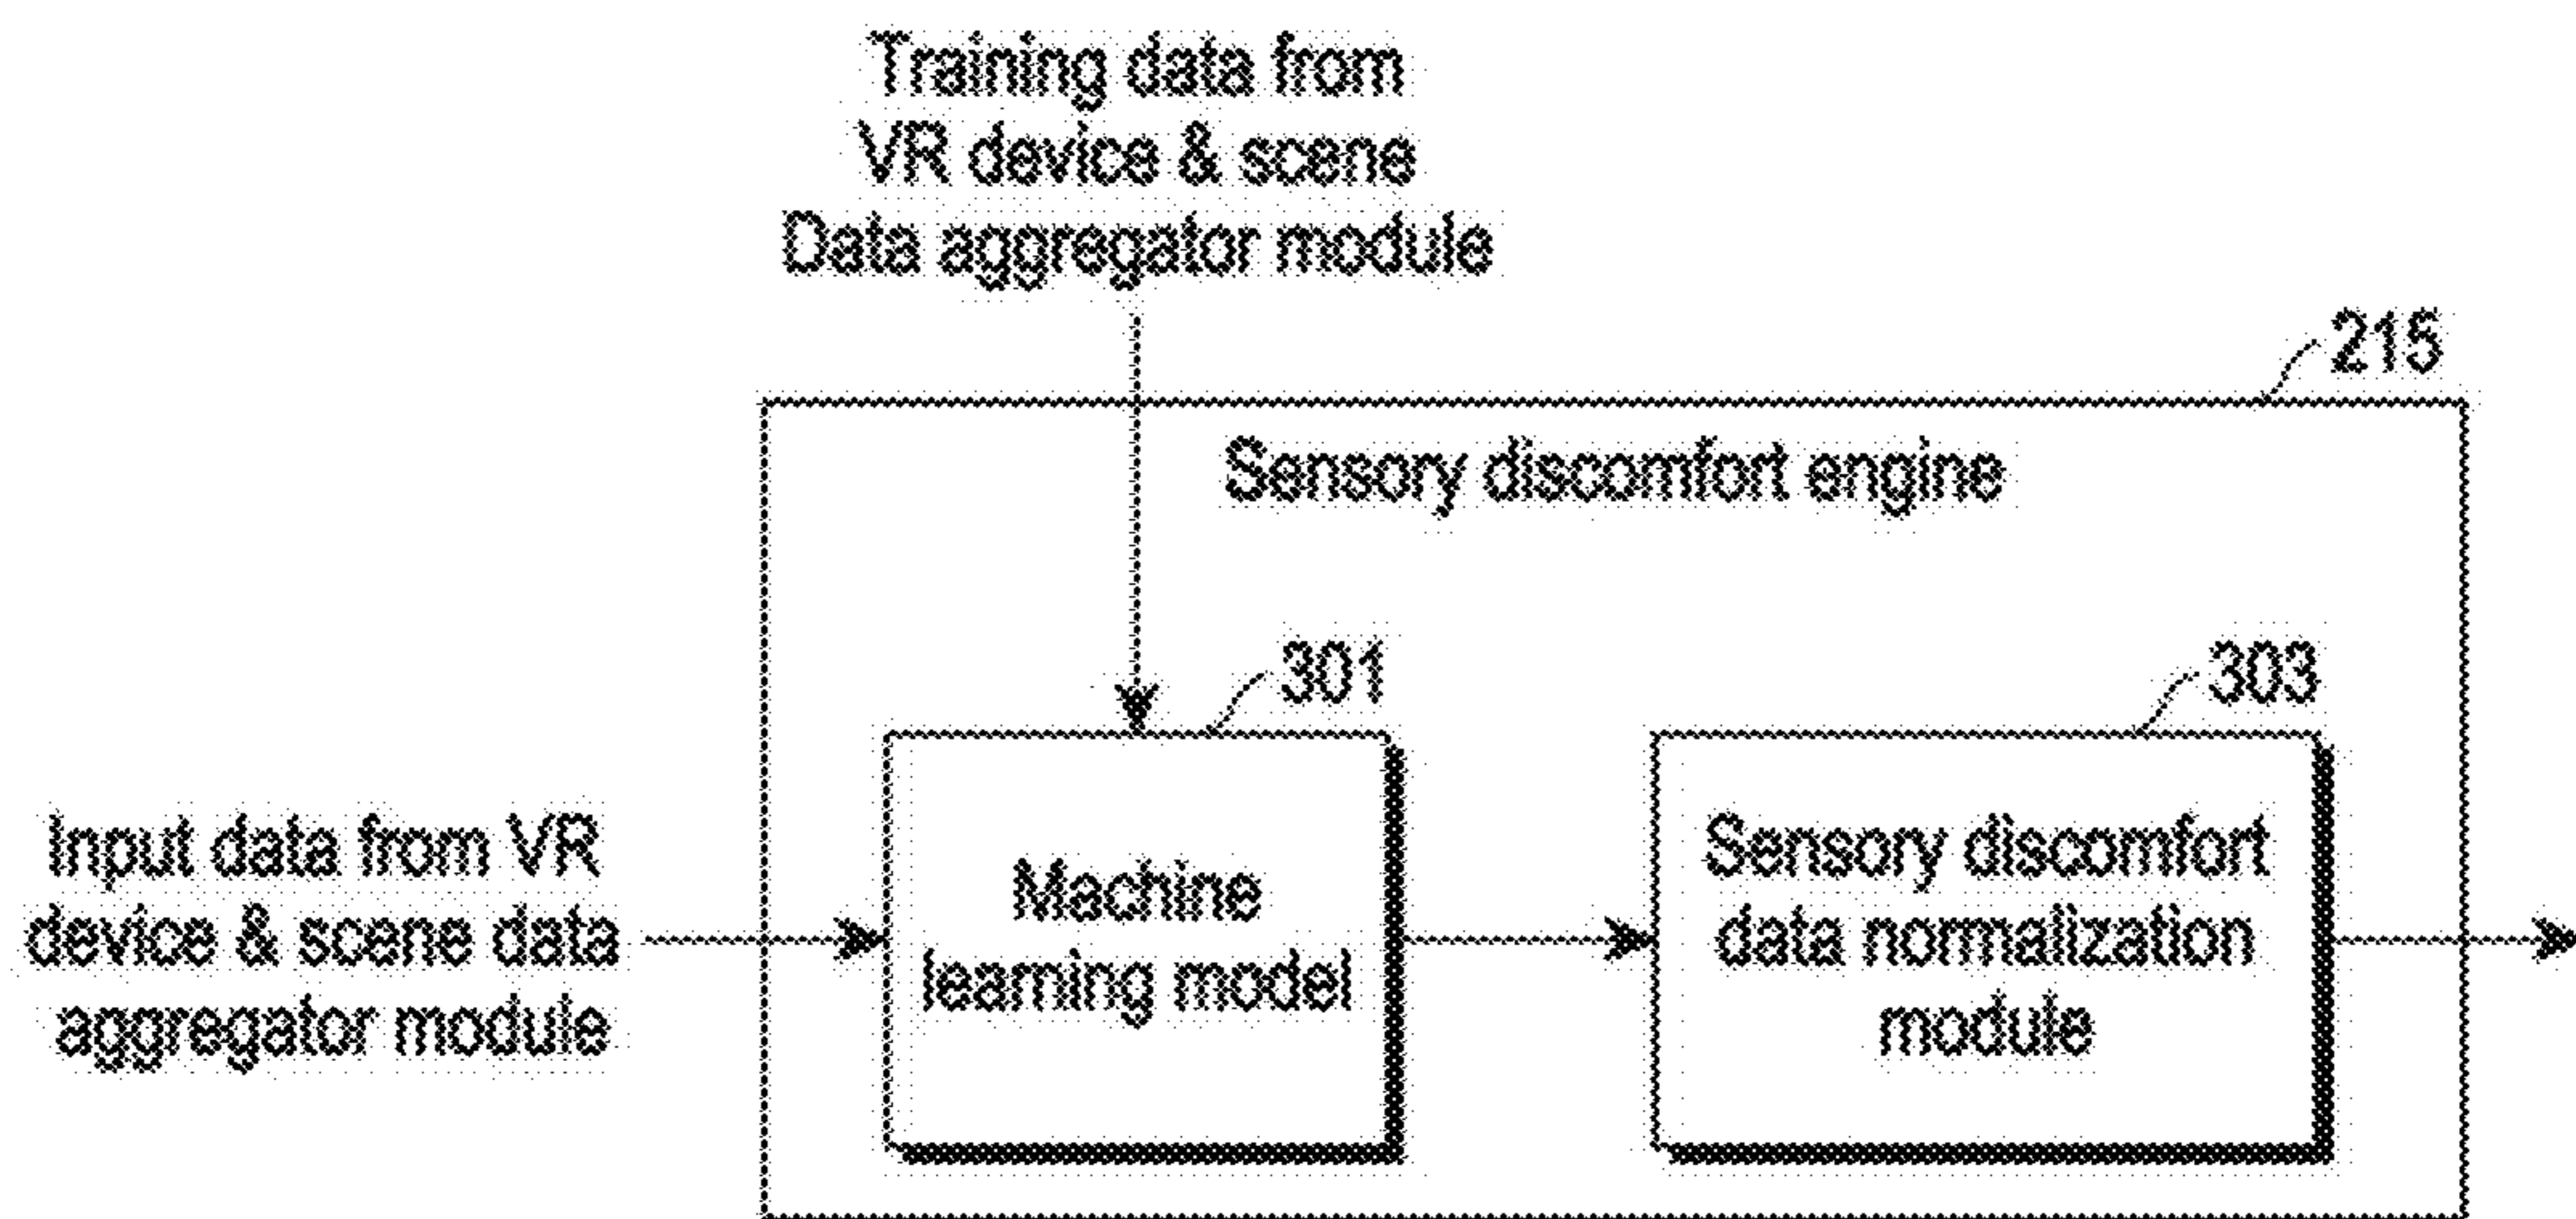 Training data from
VR device & scene
Data aggregator module
215
Sensory discomfort engine
301
303
Input data from VR
device & scene data
aggregator module
Machine
learning model
Sensory discomfort
data normalization
module